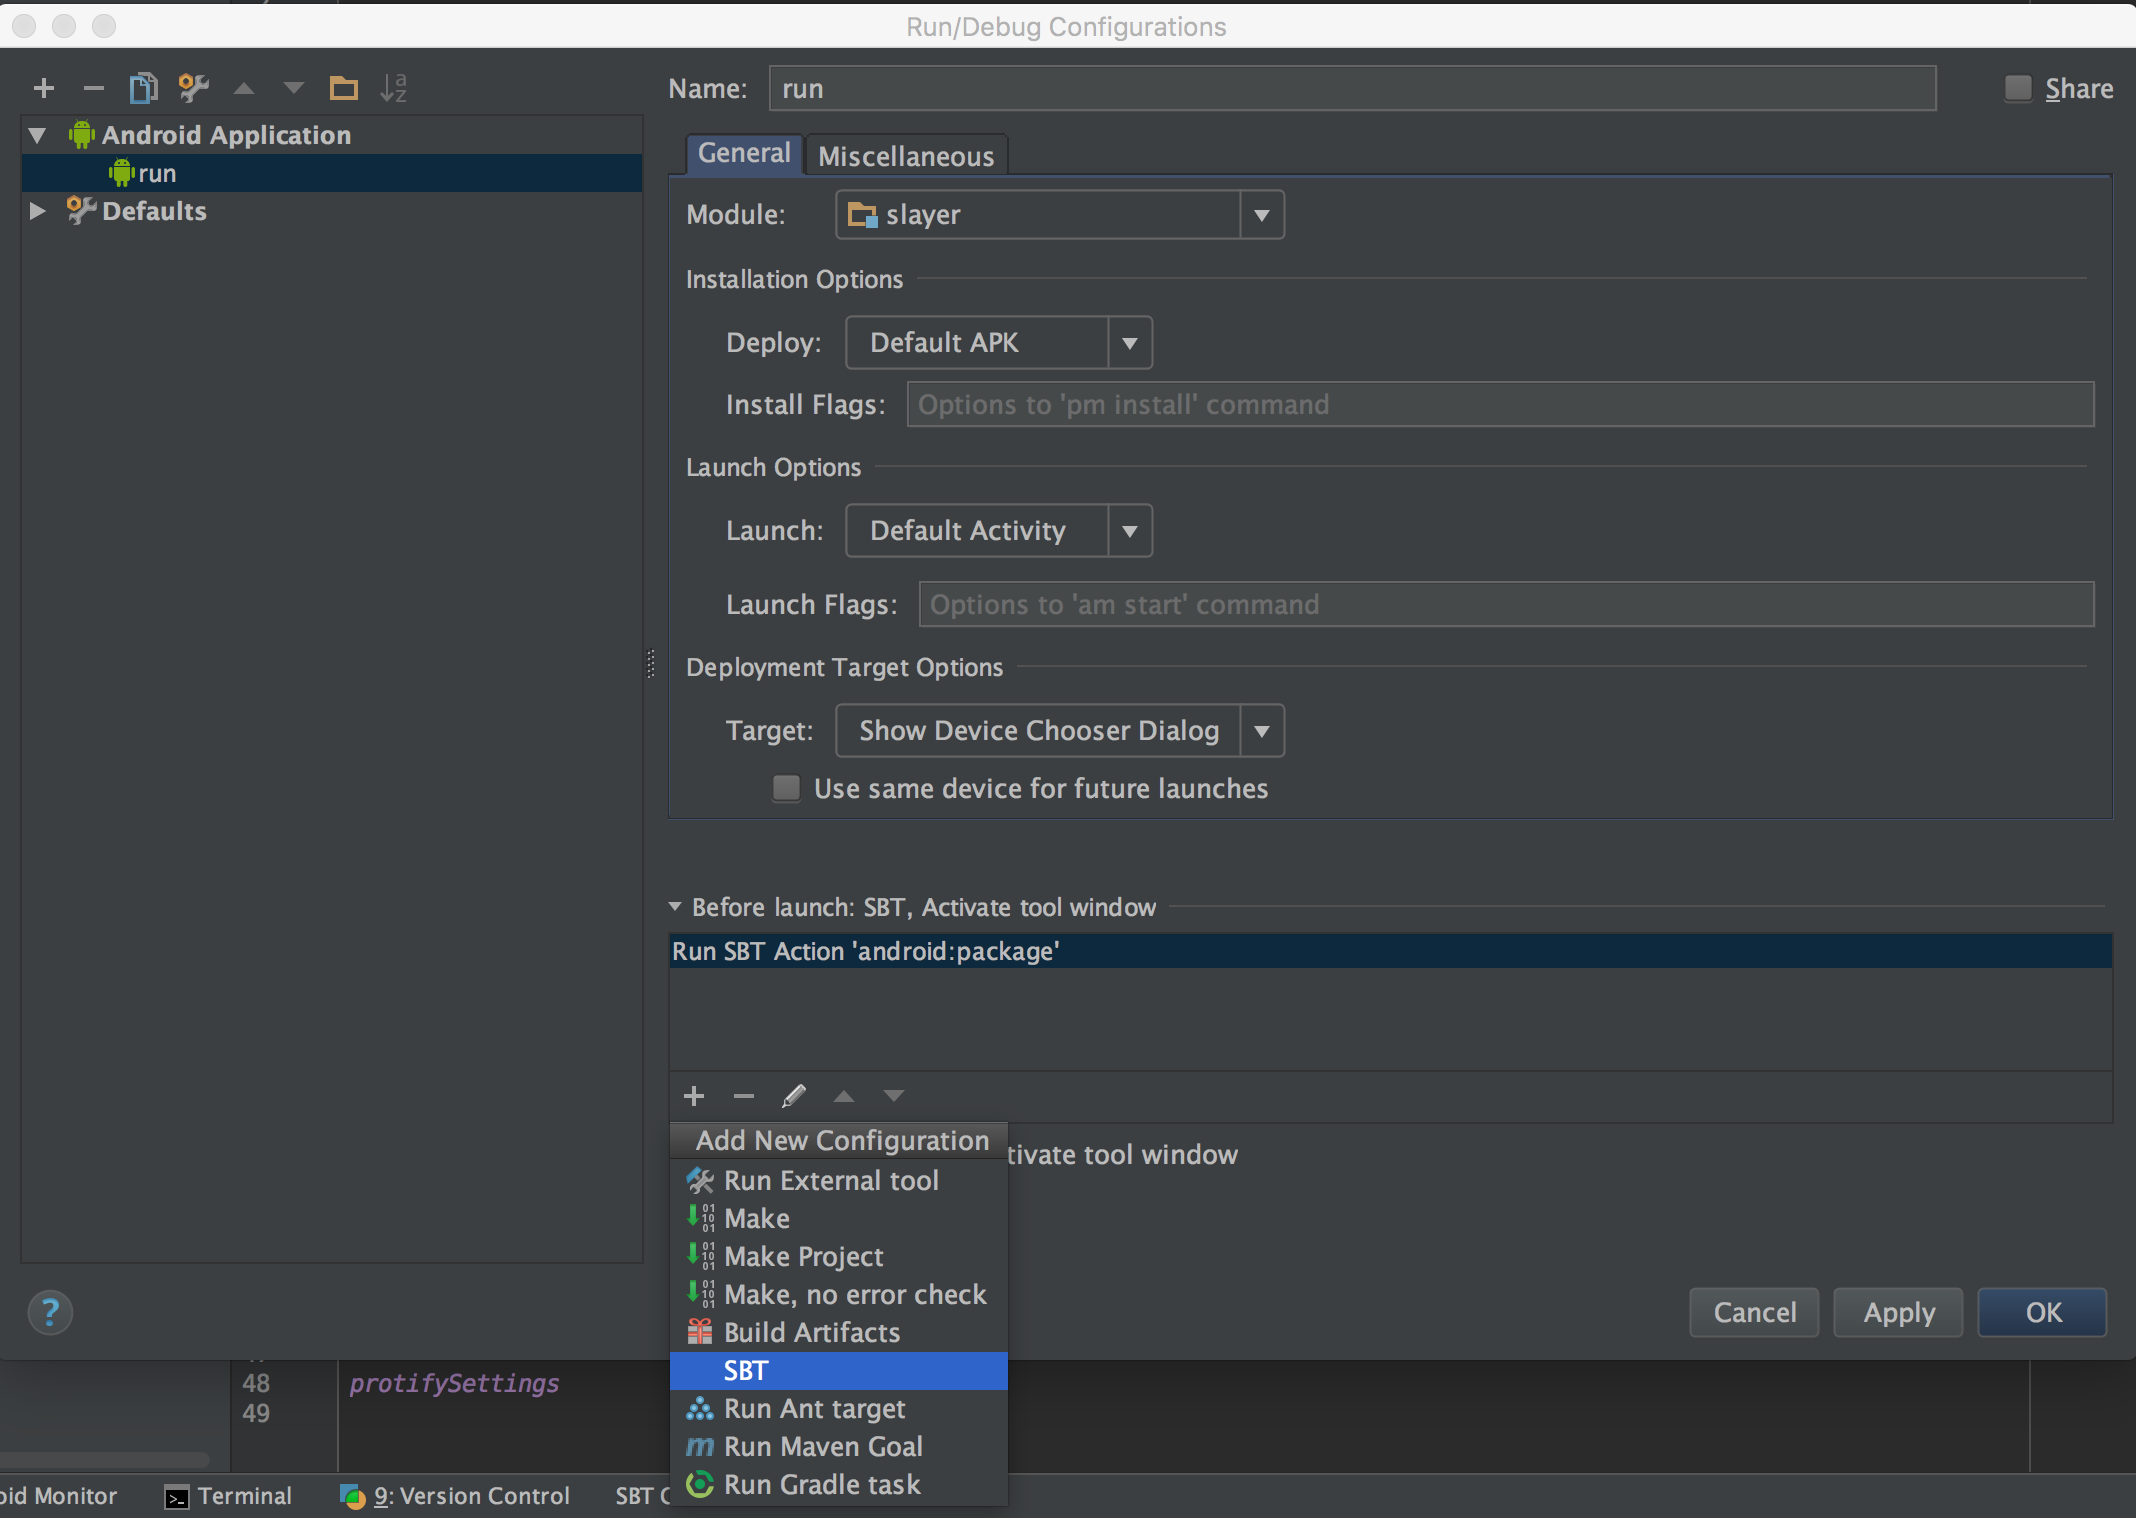 Run/Debug Configurations
Name: run
Share
Android Application
run
Defaults
General Miscellaneous
Module: slayer
Installation Options
Deploy: Default APK
Install Flags: Options to 'pm install' command
Launch Options
Launch: Default Activity
Launch Flags: Options to 'am start' command
Deployment Target Options
Target: Show Device Chooser Dialog
Use same device for future launches
Before launch: SBT, Activate tool window
Run SBT Action 'android:package'
Add New Configuration
tivate tool window
Run External tool
Make
Make Project
Make, no error check
Build Artifacts
SBT
Run Ant target
Run Maven Goal
Run Gradle task
? Cancel Apply OK
48 protifySettings
49
oid Monitor Terminal 9: Version Control SBT